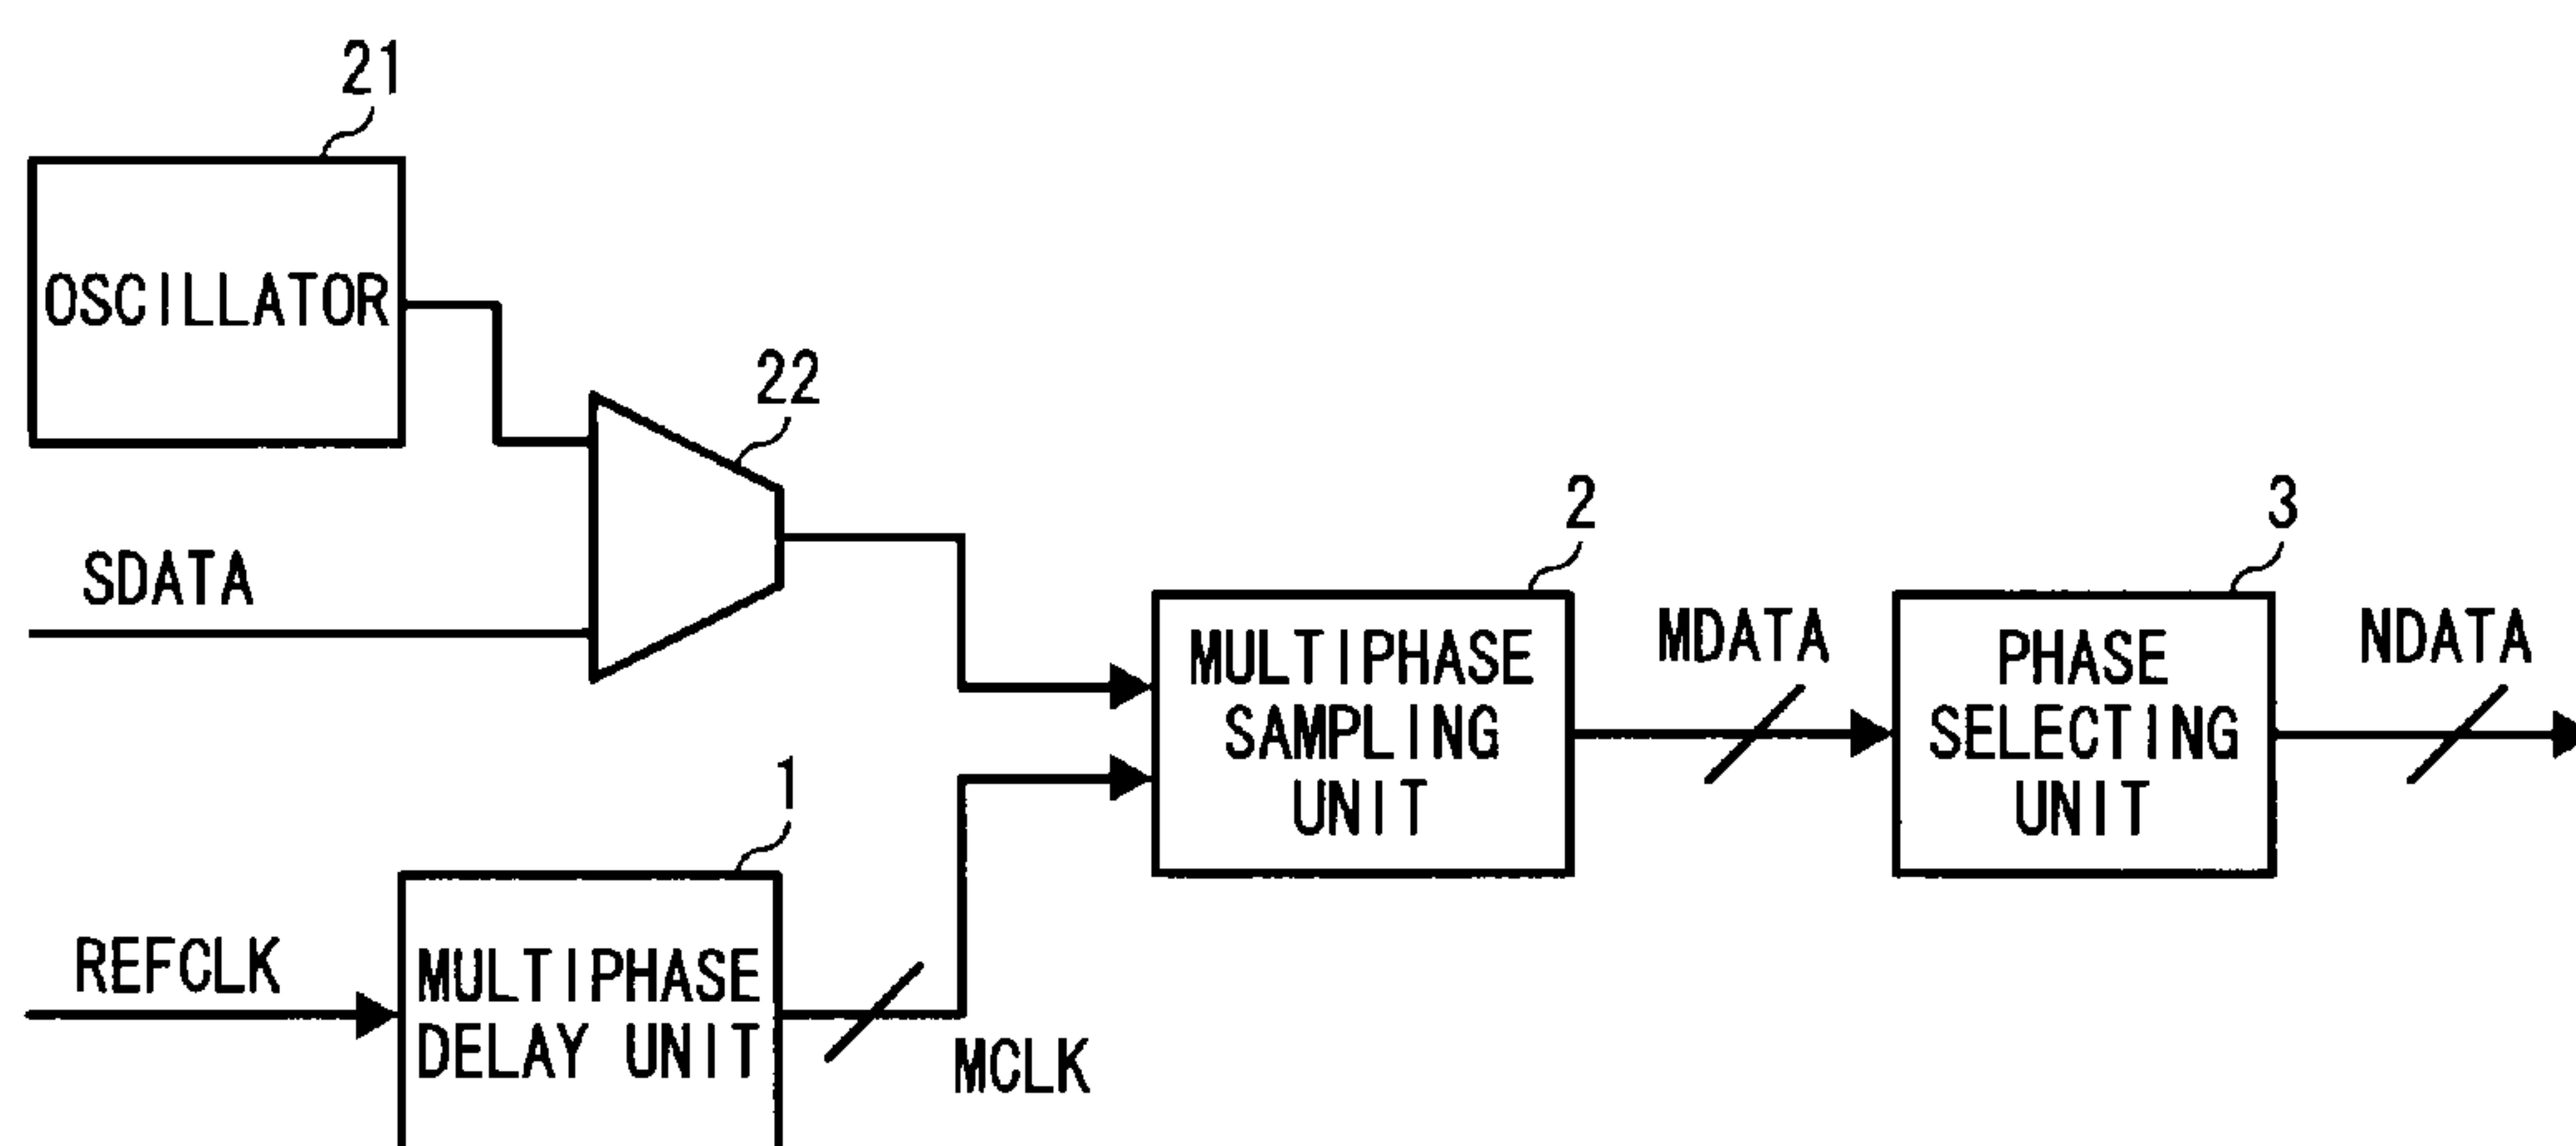 21
OSCILLATOR
22
SDATA
2
MULTIPHASE
SAMPLING
UNIT
MDATA
3
PHASE
SELECTING
UNIT
NDATA
1
REFCLK
MULTIPHASE
DELAY UNIT
MCLK